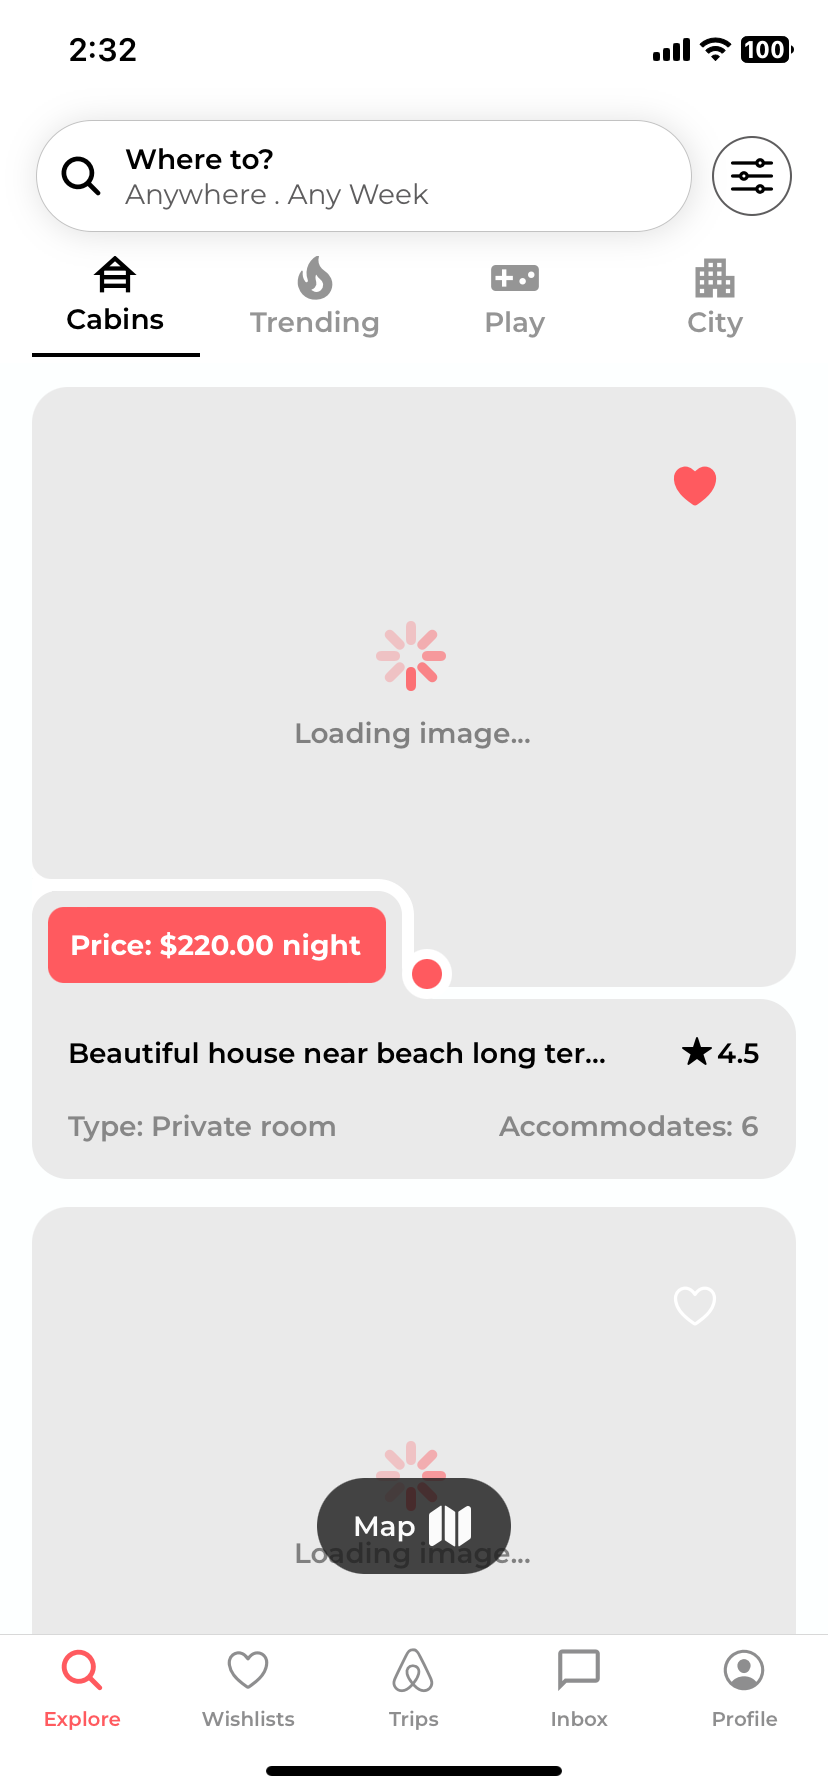 2:32
100
Where to?
Anywhere . Any Week
Cabins
Trending
Play
City
Loading image...
Price: $220.00 night
Beautiful house near beach long ter...
4.5
Type: Private room
Accommodates: 6
Map
Loading image...
Explore
Wishlists
Trips
Inbox
Profile